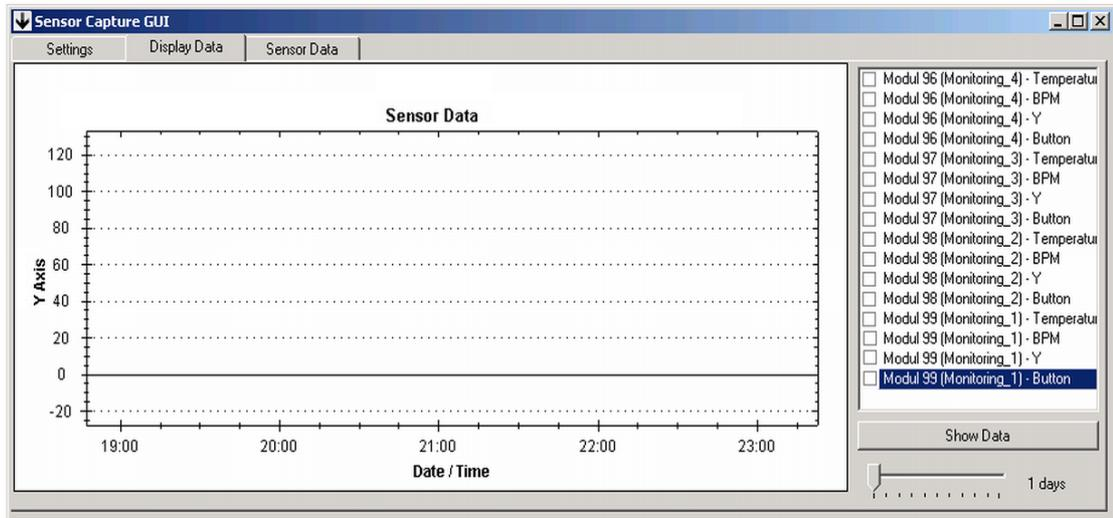 Sensor Capture GUI
Settings Display Data Sensor Data
Sensor Data
120
100
80
60
40
20
0
-20
Y Axis
19:00 20:00 21:00 22:00 23:00
Date / Time
Modul 96 (Monitoring_4) - Temperatur
Modul 96 (Monitoring_4) - BPM
Modul 96 (Monitoring_4) - Y
Modul 96 (Monitoring_4) - Button
Modul 97 (Monitoring_3) - Temperatur
Modul 97 (Monitoring_3) - BPM
Modul 97 (Monitoring_3) - Y
Modul 97 (Monitoring_3) - Button
Modul 98 (Monitoring_2) - Temperatur
Modul 98 (Monitoring_2) - BPM
Modul 98 (Monitoring_2) - Y
Modul 98 (Monitoring_2) - Button
Modul 99 (Monitoring_1) - Temperatur
Modul 99 (Monitoring_1) - BPM
Modul 99 (Monitoring_1) - Y
Modul 99 (Monitoring_1) - Button
Show Data
1 days